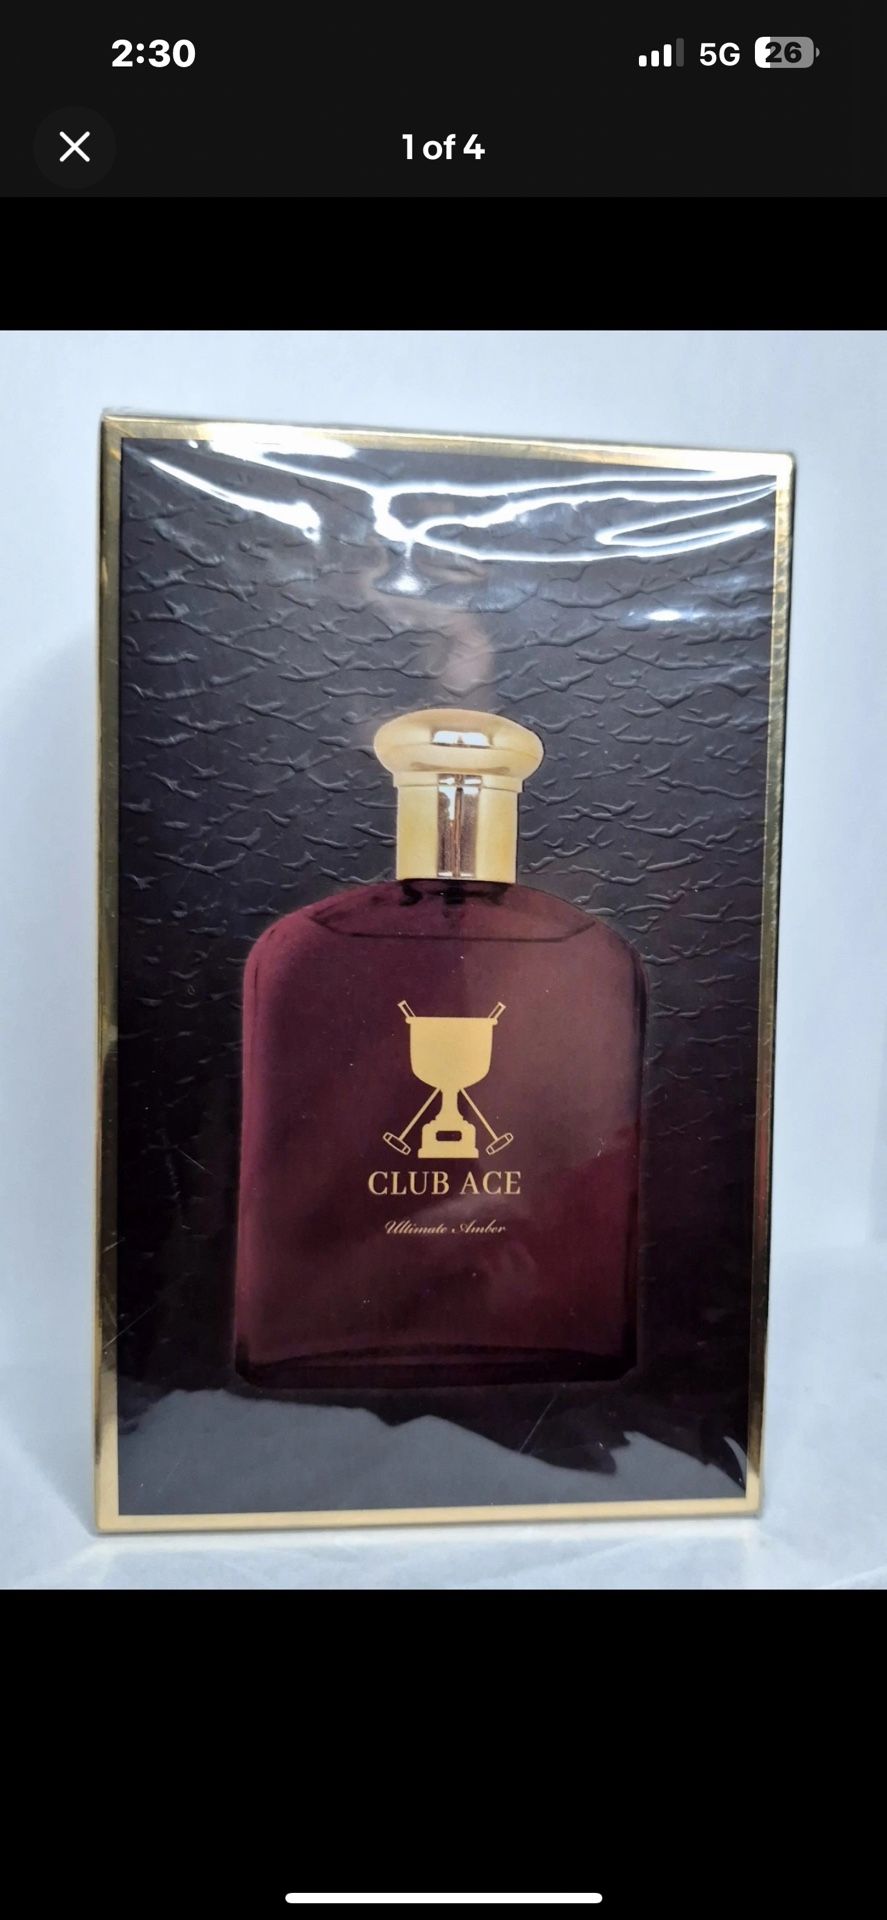 2:30
5G
26
1 of 4
CLUB ACE
Ultimate Amber